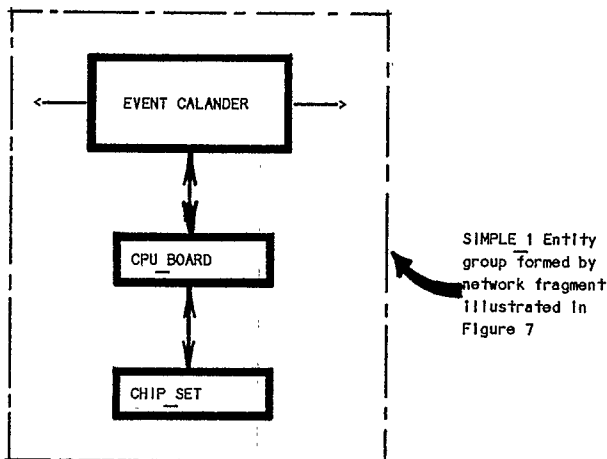 EVENT CALANDER
CPU_BOARD
CHIP_SET
SIMPLE_1 Entity
group formed by
network fragment
illustrated in
Figure 7